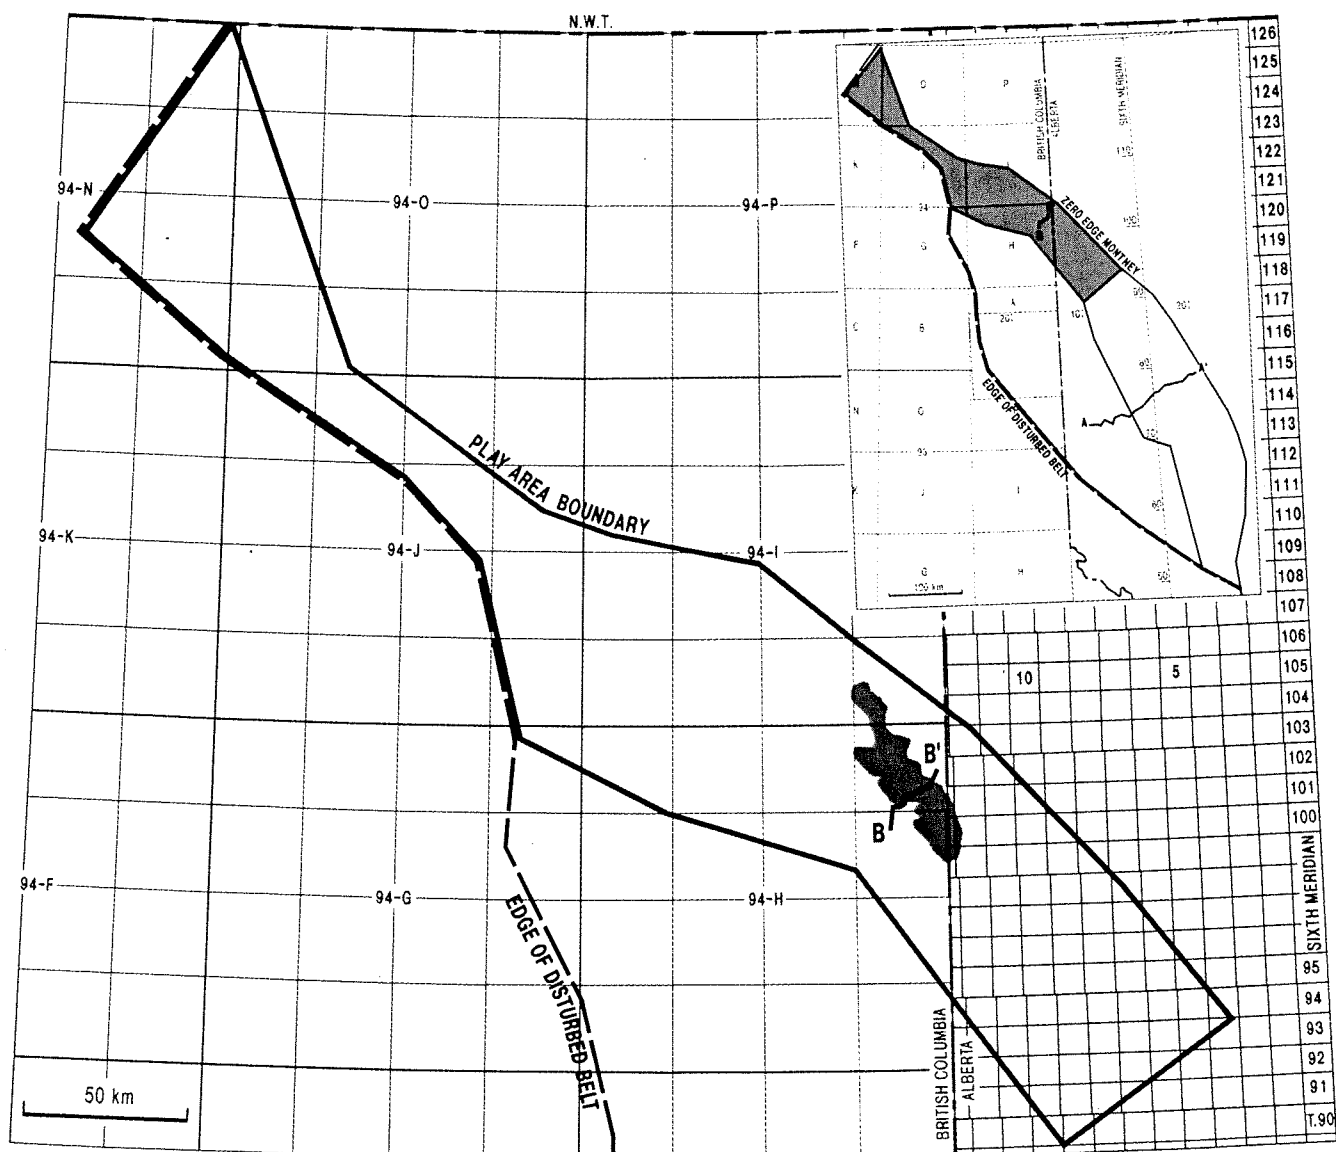 N.W.T.
94-N
94-O
94-P
94-K
94-J
94-I
94-F
94-G
94-H
PLAY AREA BOUNDARY
EDGE OF DISTURBED BELT
B
B'
10
5
BRITISH COLUMBIA
ALBERTA
SIXTH MERIDIAN
50 km
126
125
124
123
122
121
120
119
118
117
116
115
114
113
112
111
110
109
108
107
106
105
104
103
102
101
100
95
94
93
92
91
T.90
O
P
BRITISH COLUMBIA
ALBERTA
SIXTH MERIDIAN
K
94
ZERO EDGE MONTNEY
F
G
H
A
B
C
EDGE OF DISTURBED BELT
A
A'
N
O
93
K
J
I
G
H
100 km